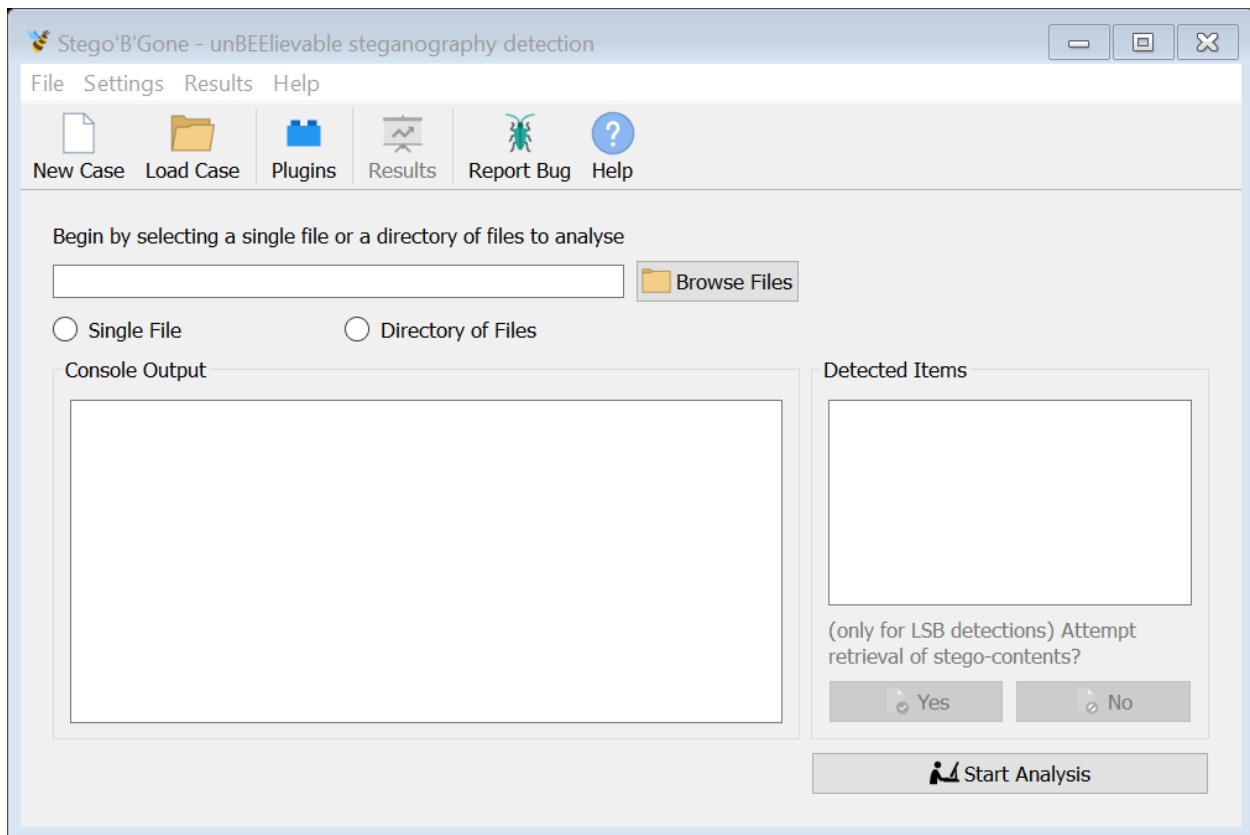 Stego'B'Gone - unBEElievable steganography detection
File Settings Results Help
New Case Load Case Plugins Results Report Bug Help
Begin by selecting a single file or a directory of files to analyse
Browse Files
Single File Directory of Files
Console Output Detected Items
(only for LSB detections) Attempt
retrieval of stego-contents?
Yes No
Start Analysis